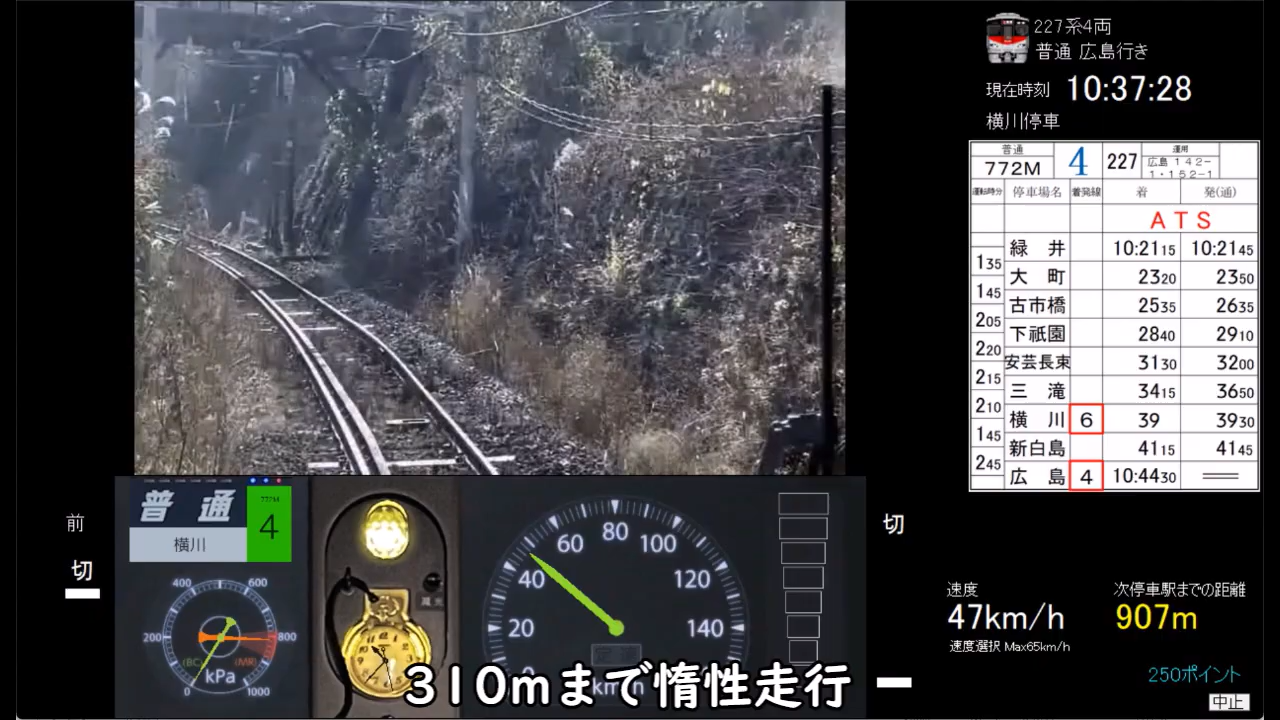 227系4両
普通 広島行き
現在時刻 10:37:28
横川停車
普通 772M 4 227 運用 広島 142-1・152-1
運転時分 停車場名 着発線 着 発(通)
ATS
緑井 10:21 15 10:21 45
1 35
大町 23 20 23 50
1 45
古市橋 25 35 26 35
2 05
下祇園 28 40 29 10
2 20
安芸長束 31 30 32 00
2 15
三滝 34 15 36 50
2 10
横川 6 39 39 30
1 45
新白島 41 15 41 45
2 45
広島 4 10:44 30
前
切
普通
横川
772M
4
400 600
200 800
(BC) (MR)
kPa
0 1000
減光
20 40 60 80 100 120 140
km/h
切
速度
47km/h
速度選択 Max65km/h
次停車駅までの距離
907m
250ポイント
中止
310mまで惰性走行